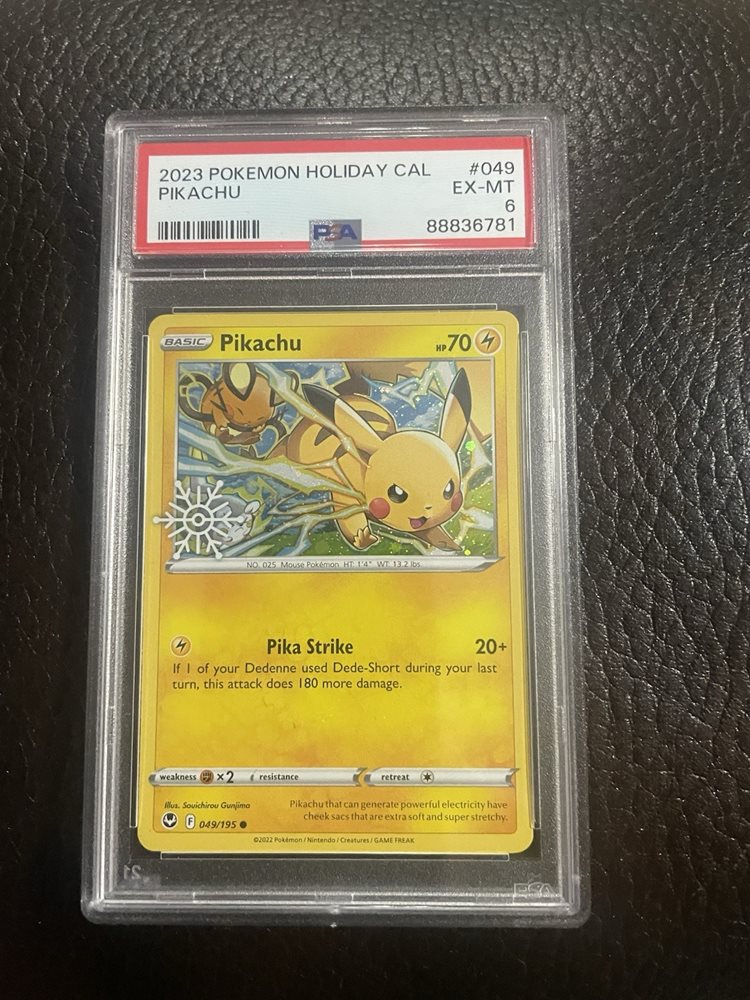 2023 POKEMON HOLIDAY CAL #049
PIKACHU EX-MT
6
PSA 88836781
BASIC Pikachu HP70
NO. 025 Mouse Pokémon HT: 1'4" WT: 13.2 lbs.
Pika Strike 20+
If 1 of your Dedenne used Dede-Short during your last
turn, this attack does 180 more damage.
weakness ×2 resistance retreat
Illus. Souichirou Gunjima
Pikachu that can generate powerful electricity have
cheek sacs that are extra soft and super stretchy.
F 049/195
©2022 Pokémon / Nintendo / Creatures / GAME FREAK
PSA